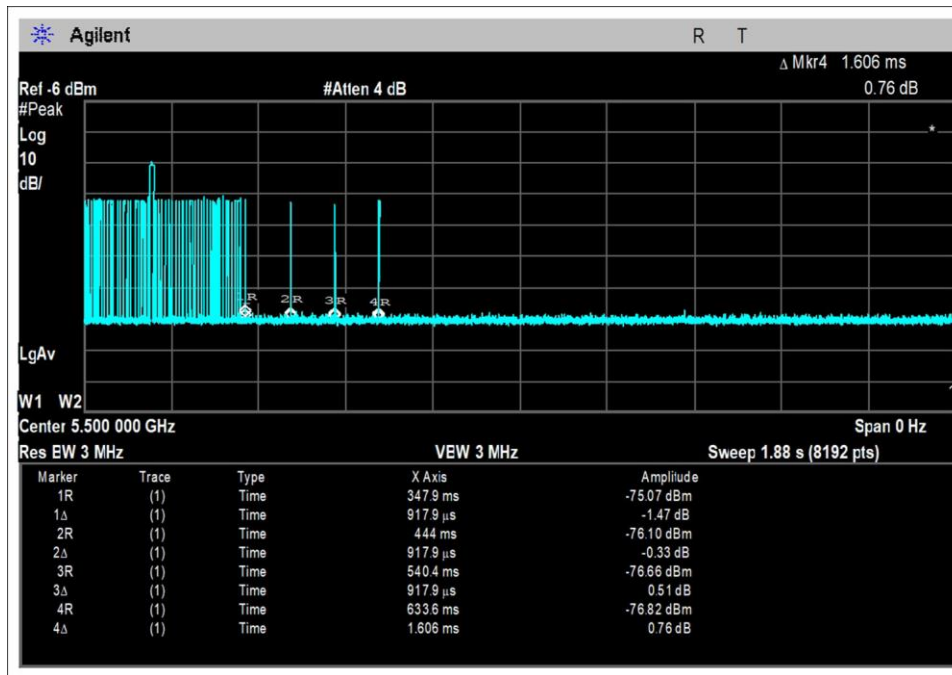 Agilent R T
Δ Mkr4 1.606 ms
Ref -6 dBm #Atten 4 dB 0.76 dB
#Peak
Log
10
dB/
1R 2R 3R 4R
LgAv
W1 W2
Center 5.500 000 GHz Span 0 Hz
Res BW 3 MHz VBW 3 MHz Sweep 1.88 s (8192 pts)
Marker Trace Type X Axis Amplitude
1R (1) Time 347.9 ms -75.07 dBm
1Δ (1) Time 917.9 μs -1.47 dB
2R (1) Time 444 ms -76.10 dBm
2Δ (1) Time 917.9 μs -0.33 dB
3R (1) Time 540.4 ms -76.66 dBm
3Δ (1) Time 917.9 μs 0.51 dB
4R (1) Time 633.6 ms -76.82 dBm
4Δ (1) Time 1.606 ms 0.76 dB